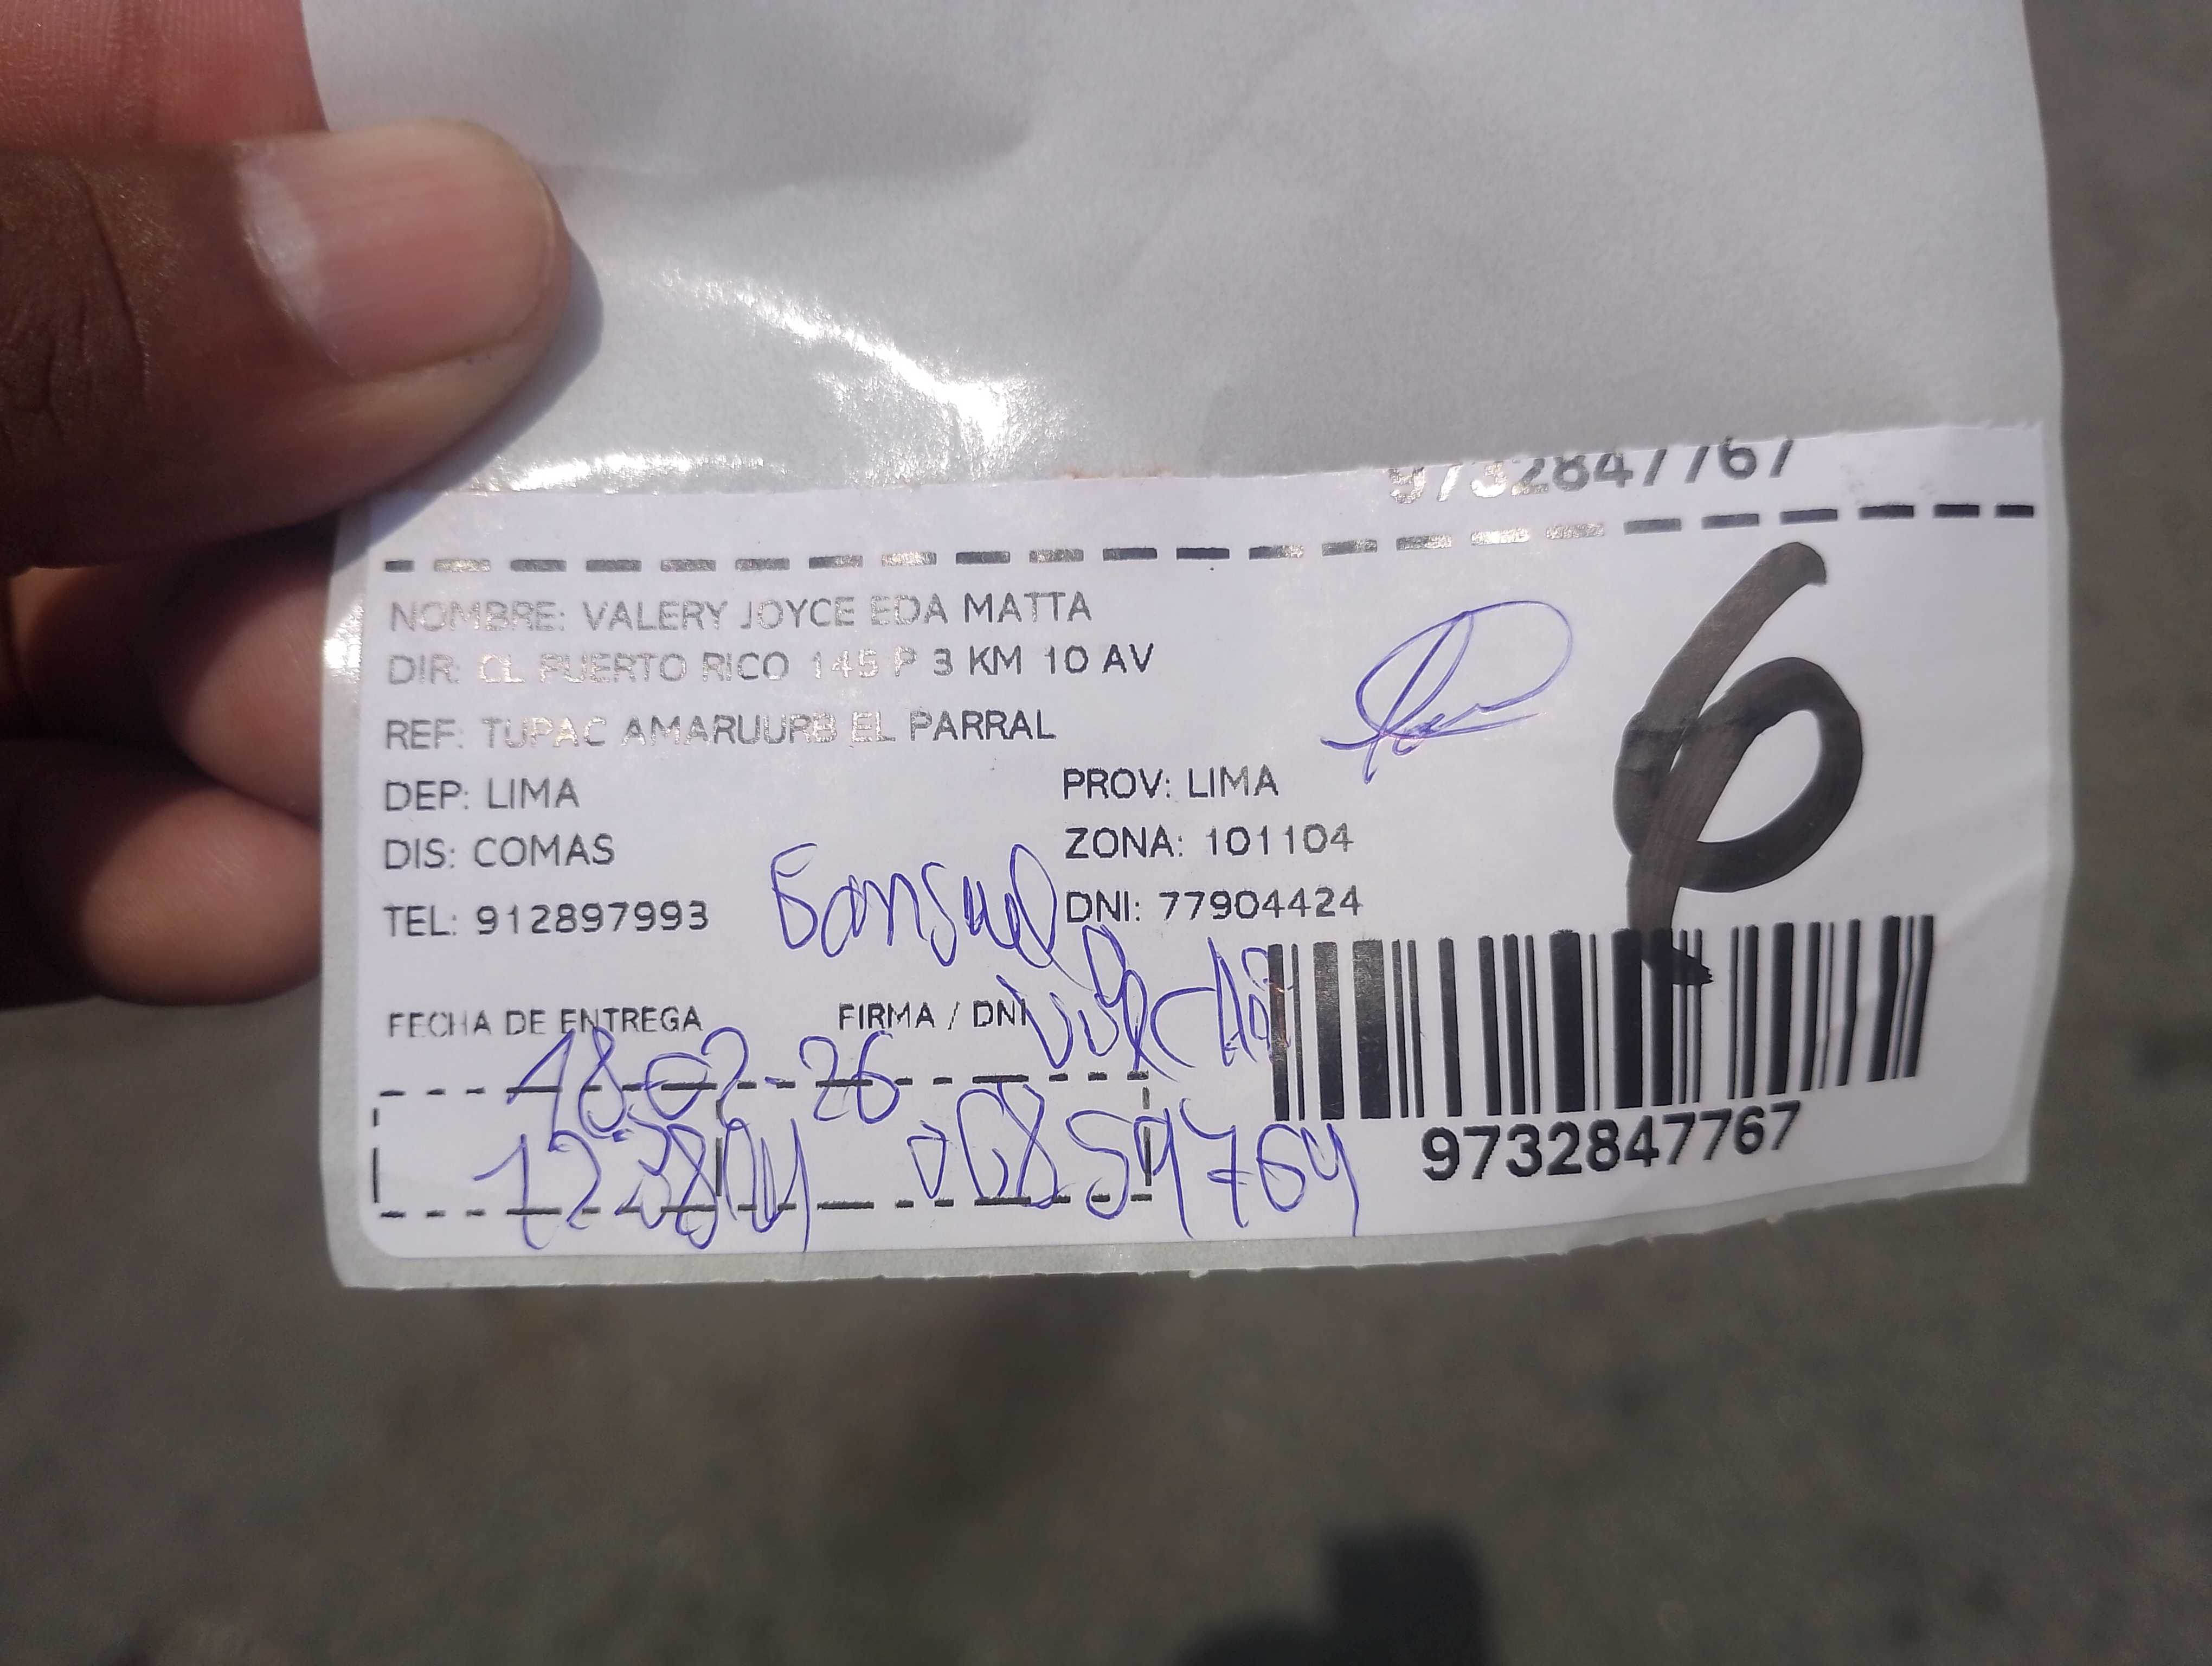 9732847767
NOMBRE: VALERY JOYCE EDA MATTA
DIR: CL PUERTO RICO 145 P 3 KM 10 AV
REF: TUPAC AMARUURB EL PARRAL
DEP: LIMA PROV: LIMA
DIS: COMAS ZONA: 101104
TEL: 912897993 DNI: 77904424
FECHA DE ENTREGA FIRMA / DNI
18-02-26
9732847767
6